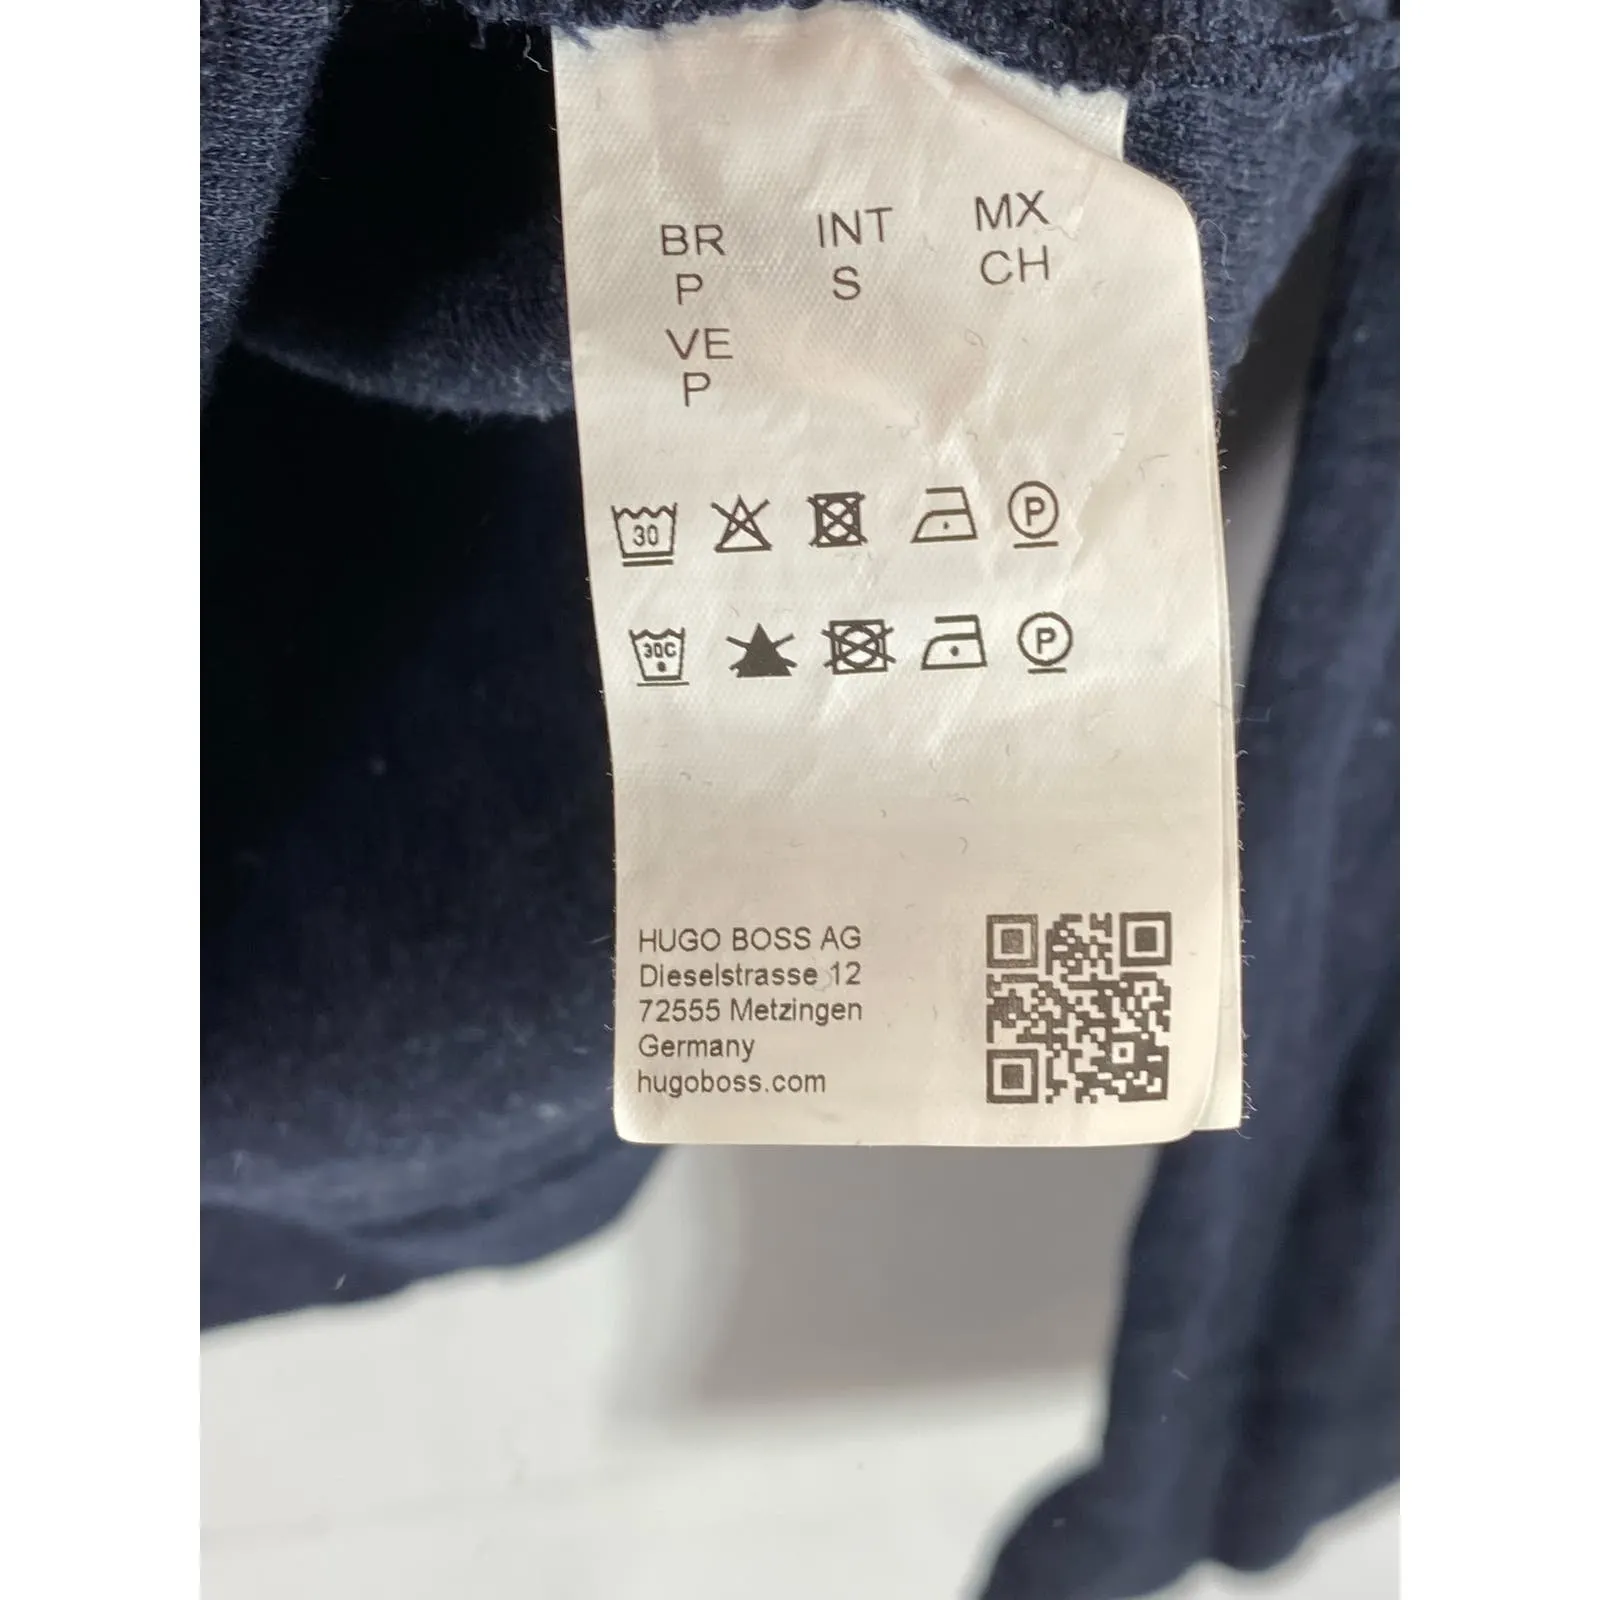 BR INT MX
P S CH
VE
P
30 P
30C P
HUGO BOSS AG
Dieselstrasse 12
72555 Metzingen
Germany
hugoboss.com